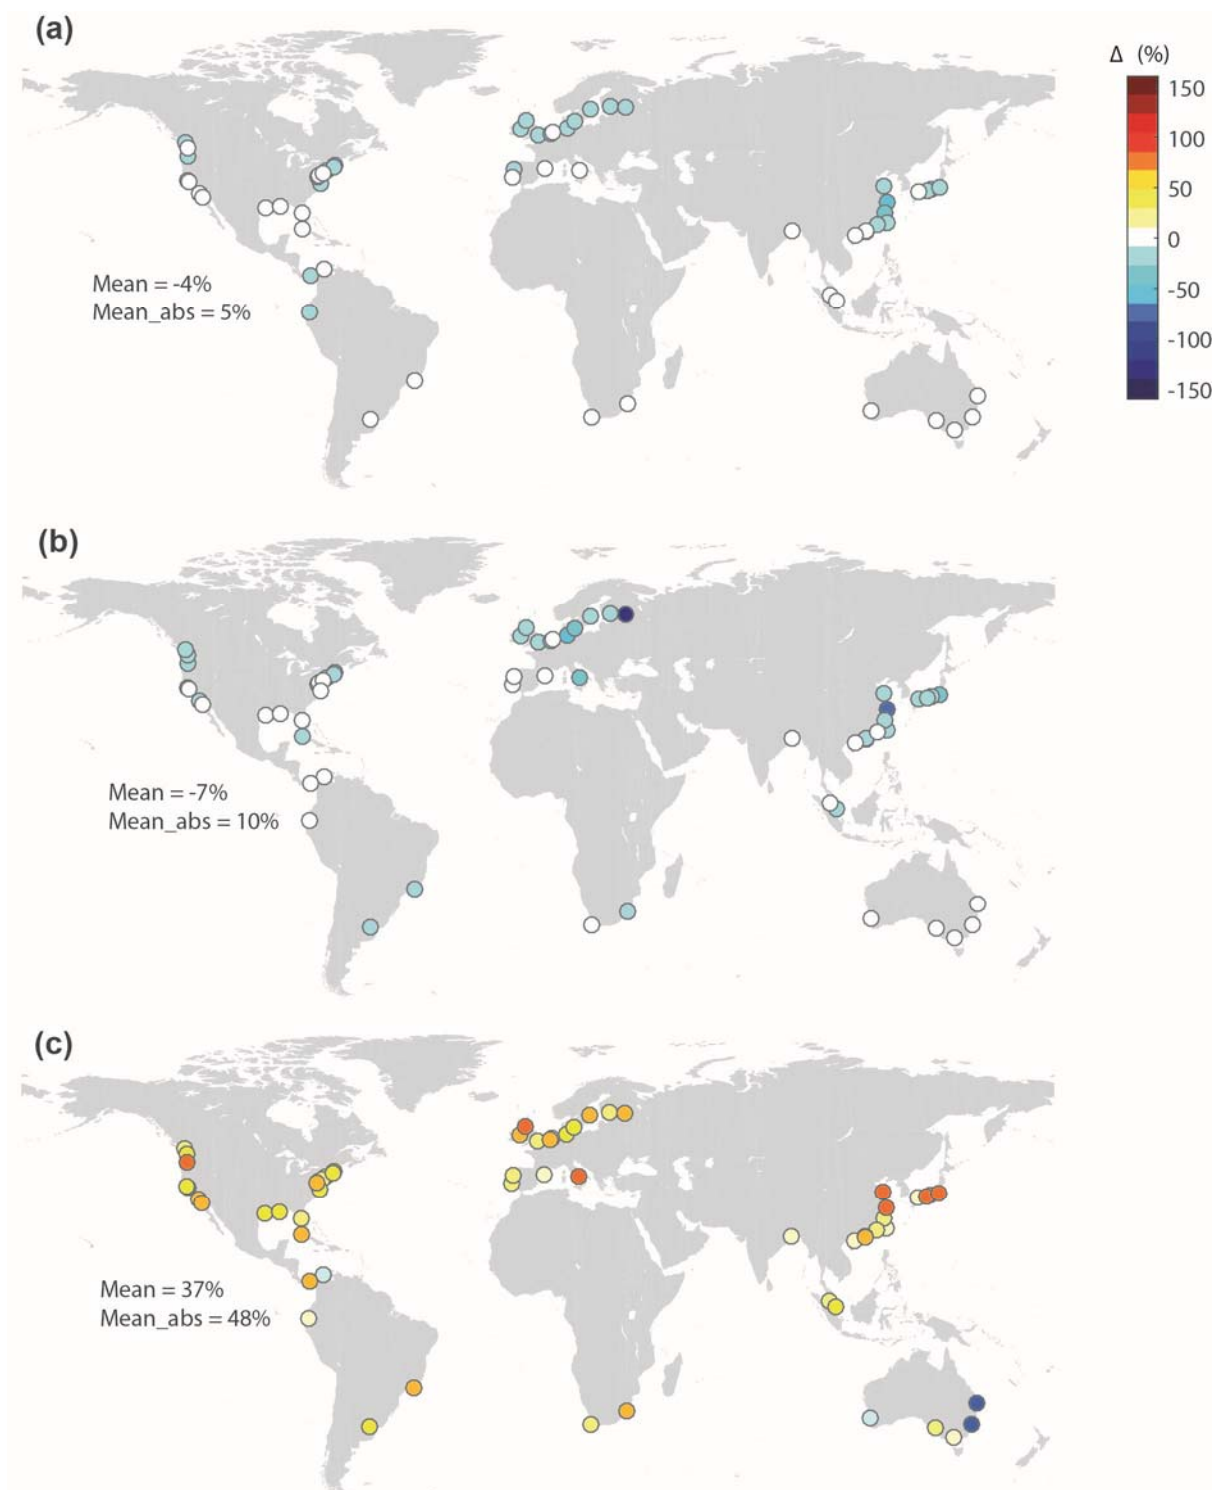 (a)
Δ (%)
150
100
50
0
-50
-100
-150
Mean = -4%
Mean_abs = 5%
(b)
Mean = -7%
Mean_abs = 10%
(c)
Mean = 37%
Mean_abs = 48%